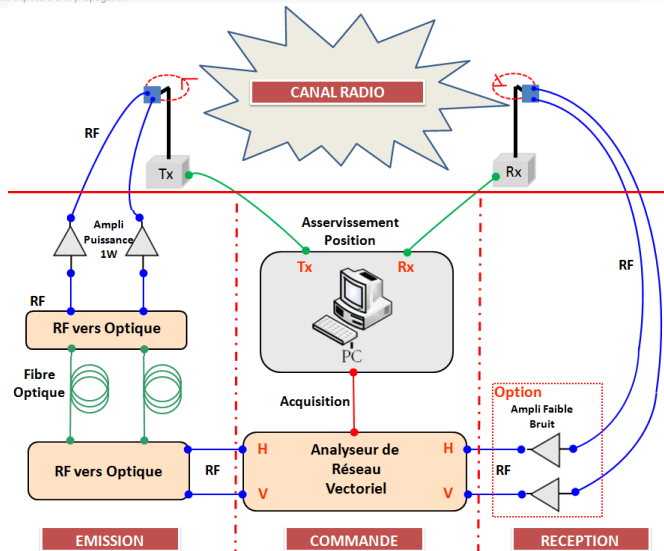 CANAL RADIO
RF
Tx
Rx
Ampli
Puissance
1W
Asservissement
Position
Tx
Rx
RF
RF
RF vers Optique
PC
Fibre
Optique
Acquisition
Option
Ampli Faible
Bruit
RF vers Optique
RF
H
V
Analyseur de
Réseau
Vectoriel
H
V
RF
EMISSION
COMMANDE
RECEPTION